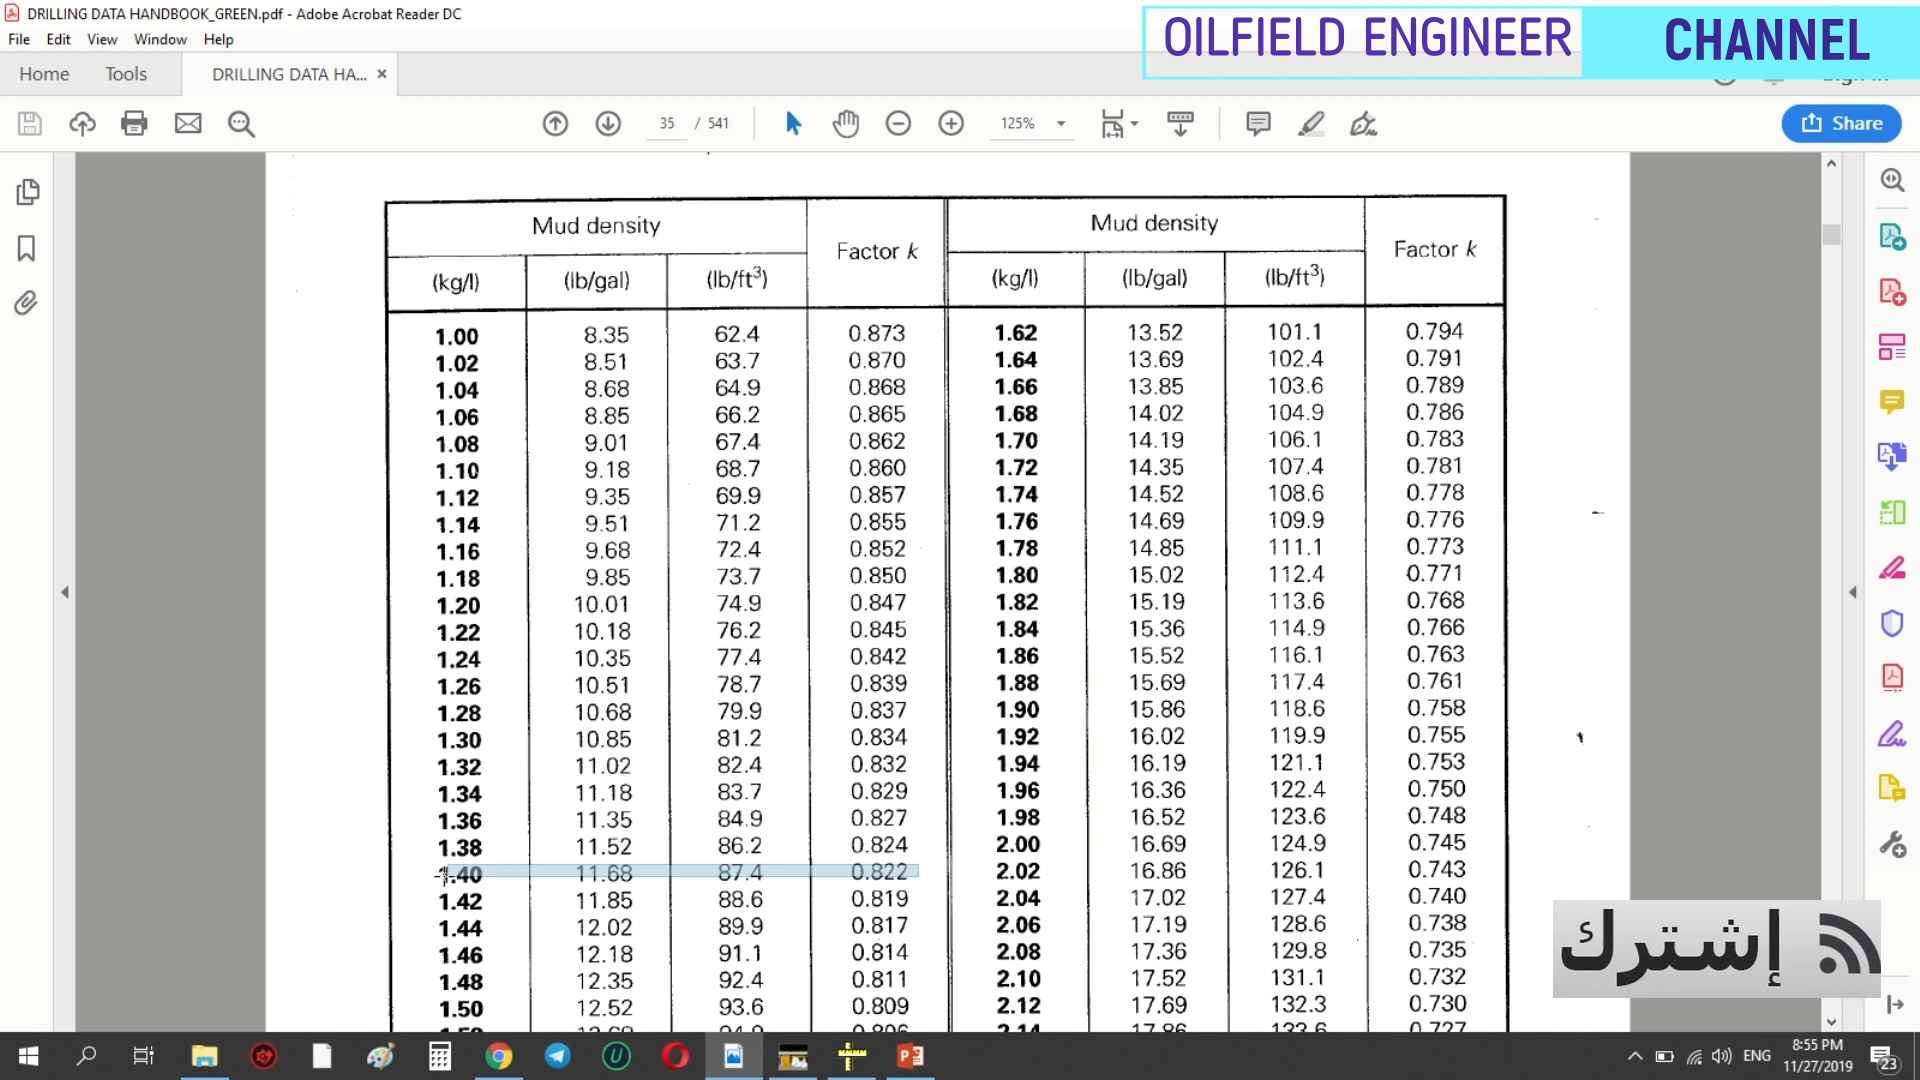 DRILLING DATA HANDBOOK_GREEN.pdf - Adobe Acrobat Reader DC
OILFIELD ENGINEER CHANNEL
File Edit View Window Help
Home Tools DRILLING DATA HA... ×
35 / 541 125% Share
Mud density Factor k Mud density Factor k
(kg/l) (lb/gal) (lb/ft³) (kg/l) (lb/gal) (lb/ft³)
1.00 8.35 62.4 0.873 1.62 13.52 101.1 0.794
1.02 8.51 63.7 0.870 1.64 13.69 102.4 0.791
1.04 8.68 64.9 0.868 1.66 13.85 103.6 0.789
1.06 8.85 66.2 0.865 1.68 14.02 104.9 0.786
1.08 9.01 67.4 0.862 1.70 14.19 106.1 0.783
1.10 9.18 68.7 0.860 1.72 14.35 107.4 0.781
1.12 9.35 69.9 0.857 1.74 14.52 108.6 0.778
1.14 9.51 71.2 0.855 1.76 14.69 109.9 0.776
1.16 9.68 72.4 0.852 1.78 14.85 111.1 0.773
1.18 9.85 73.7 0.850 1.80 15.02 112.4 0.771
1.20 10.01 74.9 0.847 1.82 15.19 113.6 0.768
1.22 10.18 76.2 0.845 1.84 15.36 114.9 0.766
1.24 10.35 77.4 0.842 1.86 15.52 116.1 0.763
1.26 10.51 78.7 0.839 1.88 15.69 117.4 0.761
1.28 10.68 79.9 0.837 1.90 15.86 118.6 0.758
1.30 10.85 81.2 0.834 1.92 16.02 119.9 0.755
1.32 11.02 82.4 0.832 1.94 16.19 121.1 0.753
1.34 11.18 83.7 0.829 1.96 16.36 122.4 0.750
1.36 11.35 84.9 0.827 1.98 16.52 123.6 0.748
1.38 11.52 86.2 0.824 2.00 16.69 124.9 0.745
1.40 11.68 87.4 0.822 2.02 16.86 126.1 0.743
1.42 11.85 88.6 0.819 2.04 17.02 127.4 0.740
1.44 12.02 89.9 0.817 2.06 17.19 128.6 0.738
1.46 12.18 91.1 0.814 2.08 17.36 129.8 0.735
1.48 12.35 92.4 0.811 2.10 17.52 131.1 0.732
1.50 12.52 93.6 0.809 2.12 17.69 132.3 0.730
إشترك
8:55 PM
ENG
11/27/2019
23